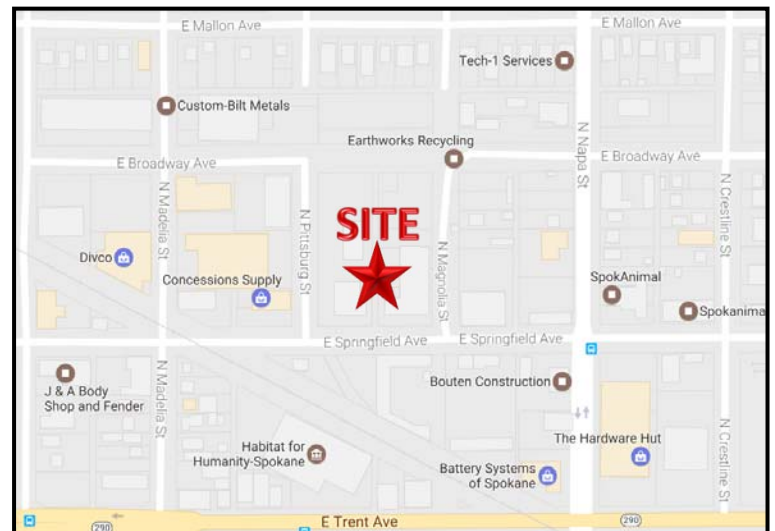 E Mallon Ave
E Mallon Ave
Tech-1 Services
Custom-Bilt Metals
Earthworks Recycling
E Broadway Ave
E Broadway Ave
N Napa St
N Madelia St
N Pittsburg St
N Crestline St
SITE
N Magnolia St
Divco
Concessions Supply
SpokAnimal
Spokanima
E Springfield Ave
E Springfield Ave
J & A Body
Shop and Fender
N Madelia St
Bouten Construction
N Crestline St
Habitat for
Humanity-Spokane
The Hardware Hut
Battery Systems
of Spokane
290
E Trent Ave
290